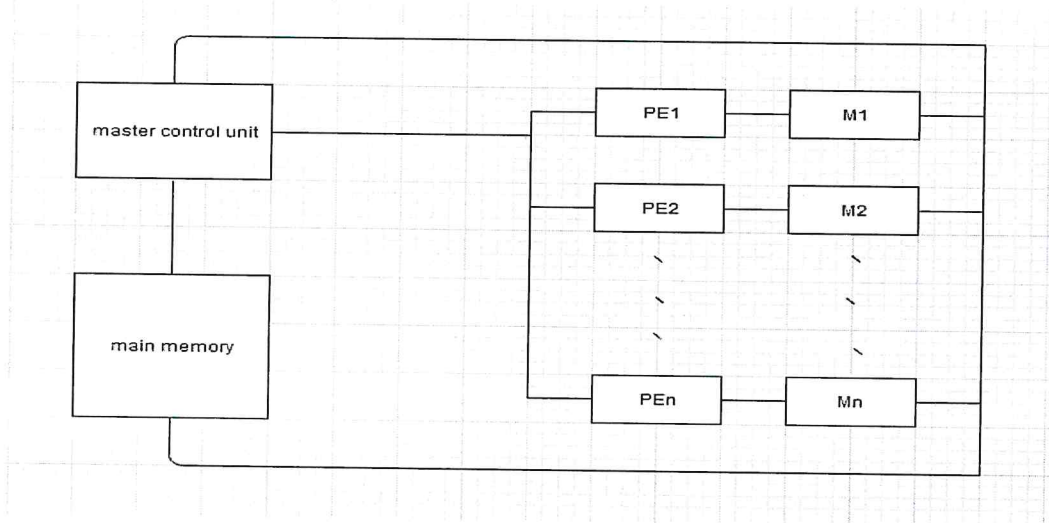 master control unit
PE1
M1
PE2
M2
main memory
PEn
Mn